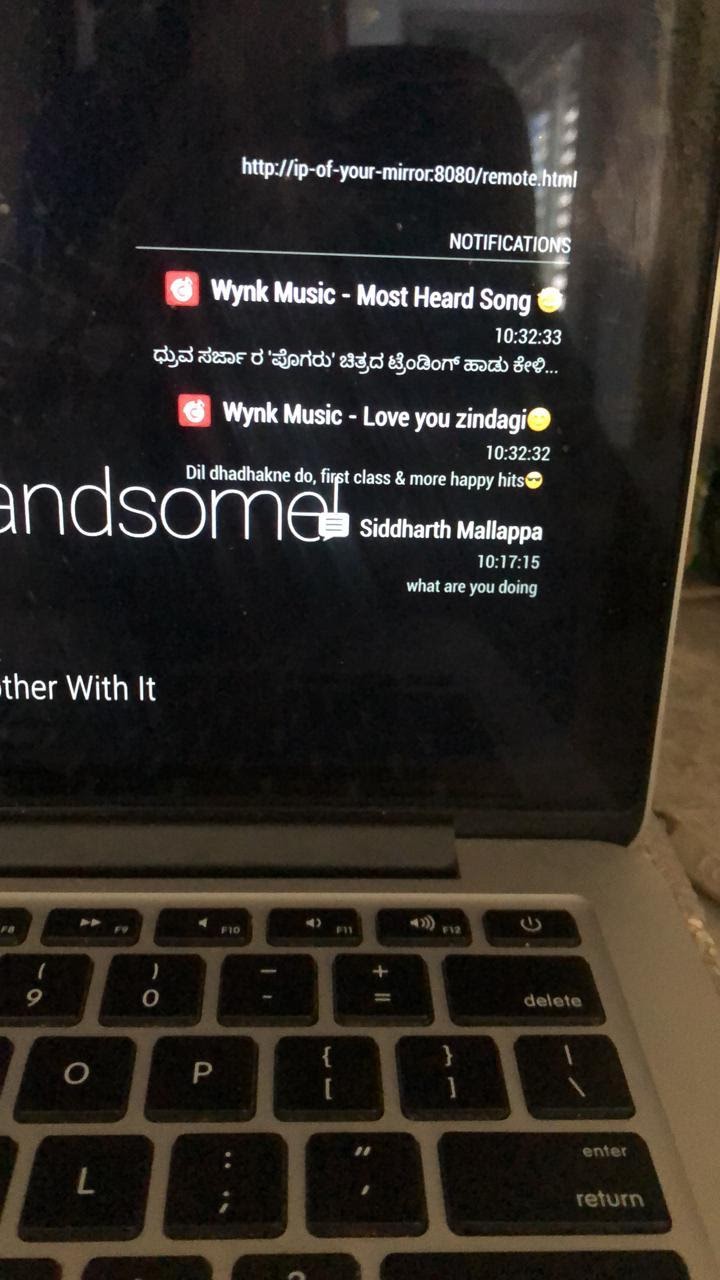 http://ip-of-your-mirror:8080/remote.html
NOTIFICATIONS
Wynk Music - Most Heard Song
10:32:33
ಧ್ರುವ ಸರ್ಜಾ ರ 'ಪೊಗರು' ಚಿತ್ರದ ಟ್ರೆಂಡಿಂಗ್ ಹಾಡು ಕೇಳಿ...
Wynk Music - Love you zindagi😊
10:32:32
Dil dhadhakne do, first class & more happy hits😎
andsome!
Siddharth Mallappa
10:17:15
what are you doing
ther With It
F8 F9 F10 F11 F12
( ) — +
9 0 - =
delete
{ } |
O P [ ] \
: " enter
L ; ' return
?